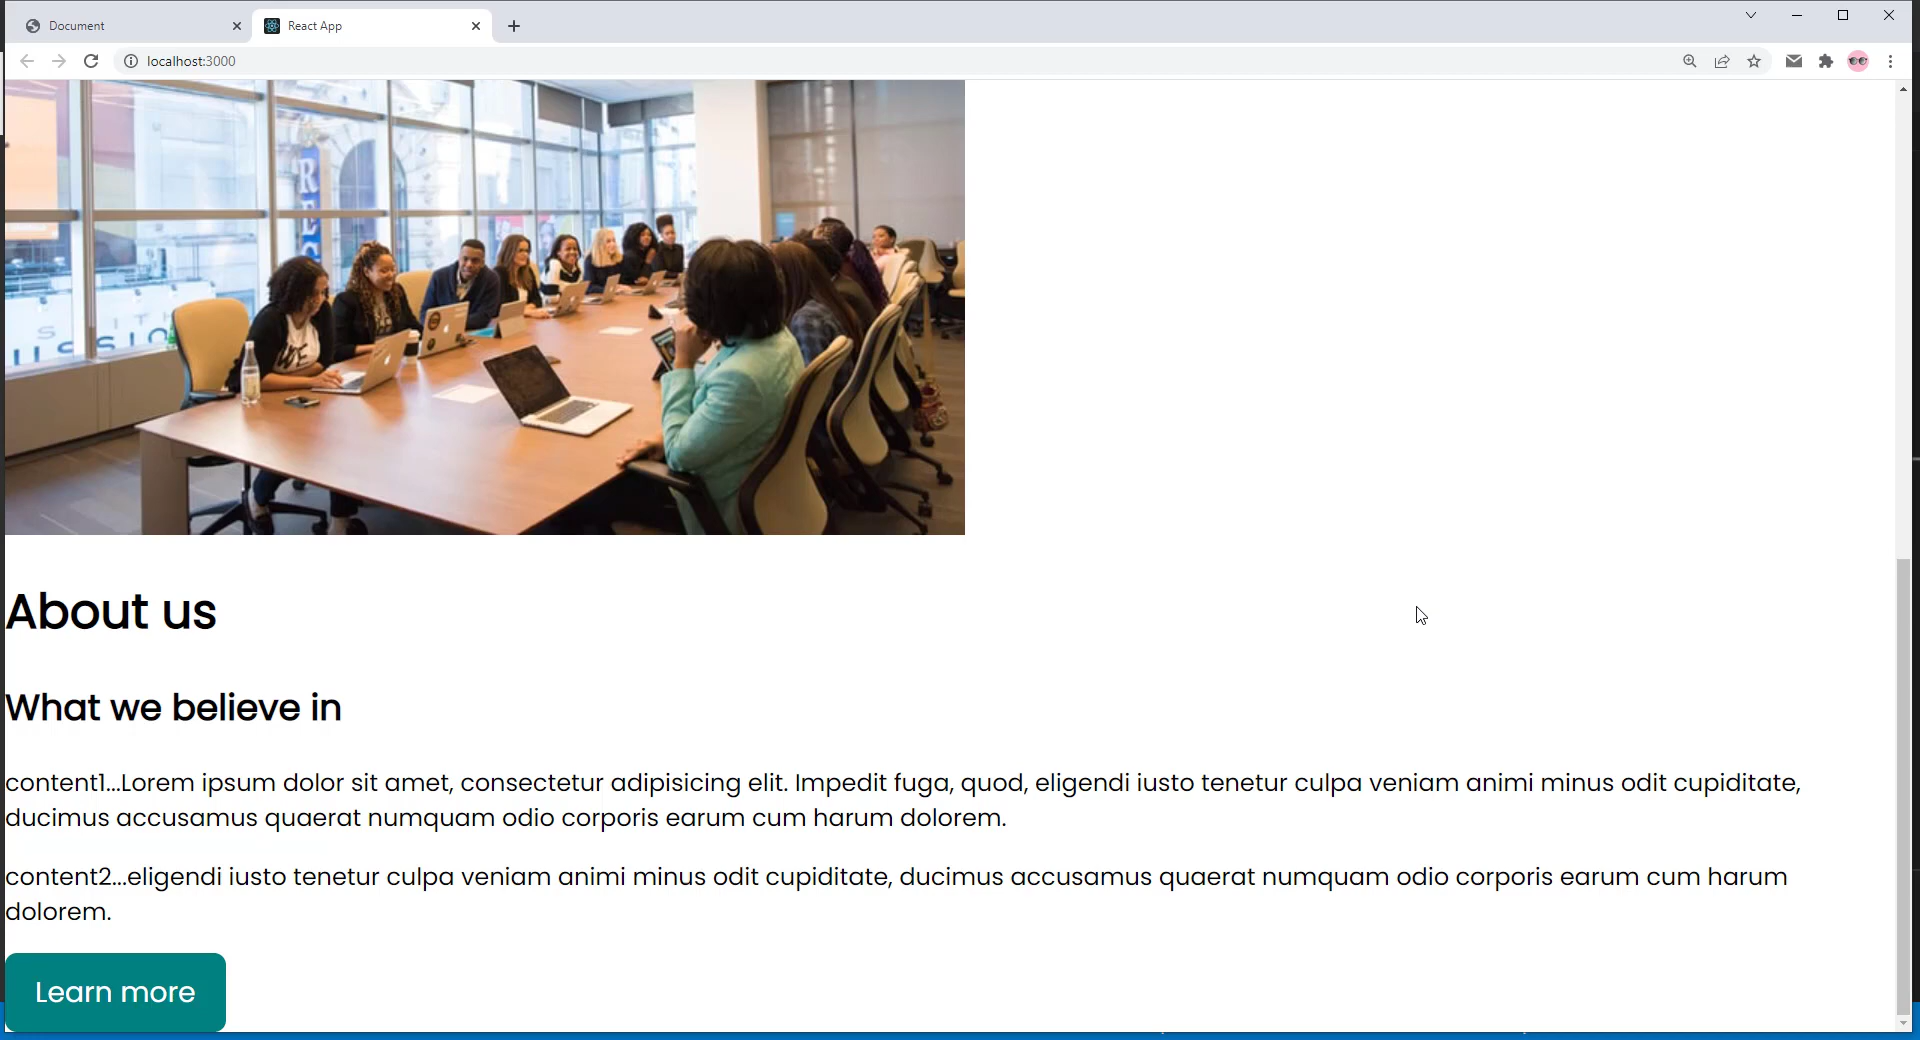 Document
React App
localhost:3000
REC
WE
S I T
MISSION
About us
What we believe in
content1...Lorem ipsum dolor sit amet, consectetur adipisicing elit. Impedit fuga, quod, eligendi iusto tenetur culpa veniam animi minus odit cupiditate,
ducimus accusamus quaerat numquam odio corporis earum cum harum dolorem.
content2...eligendi iusto tenetur culpa veniam animi minus odit cupiditate, ducimus accusamus quaerat numquam odio corporis earum cum harum
dolorem.
Learn more